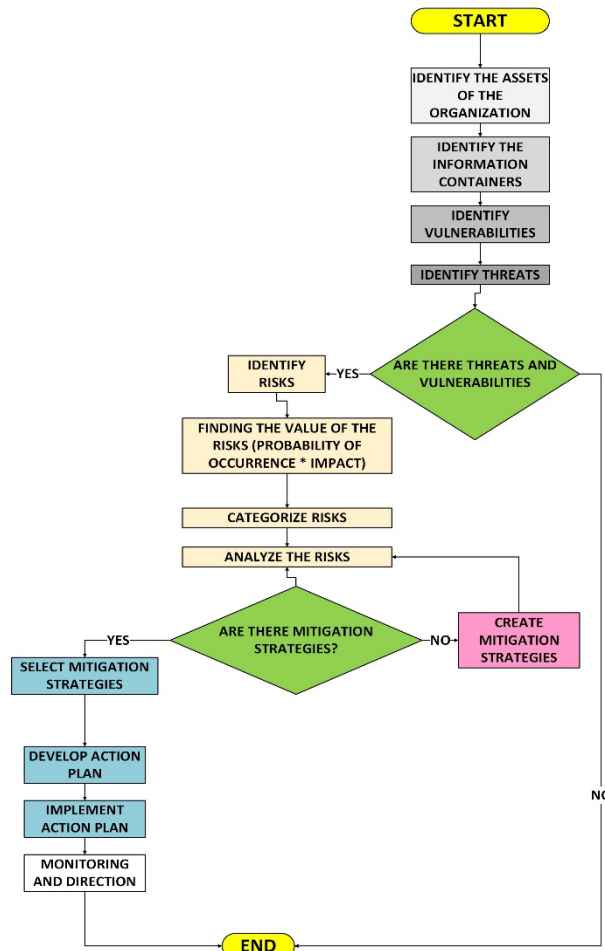 START
IDENTIFY THE ASSETS
OF THE
ORGANIZATION
IDENTIFY THE
INFORMATION
CONTAINERS
IDENTIFY
VULNERABILITIES
IDENTIFY THREATS
ARE THERE THREATS AND
VULNERABILITIES
YES
IDENTIFY
RISKS
FINDING THE VALUE OF THE
RISKS (PROBABILITY OF
OCCURRENCE * IMPACT)
CATEGORIZE RISKS
ANALYZE THE RISKS
ARE THERE MITIGATION
STRATEGIES?
YES
NO
CREATE
MITIGATION
STRATEGIES
SELECT MITIGATION
STRATEGIES
DEVELOP ACTION
PLAN
IMPLEMENT
ACTION PLAN
MONITORING
AND DIRECTION
NO
END